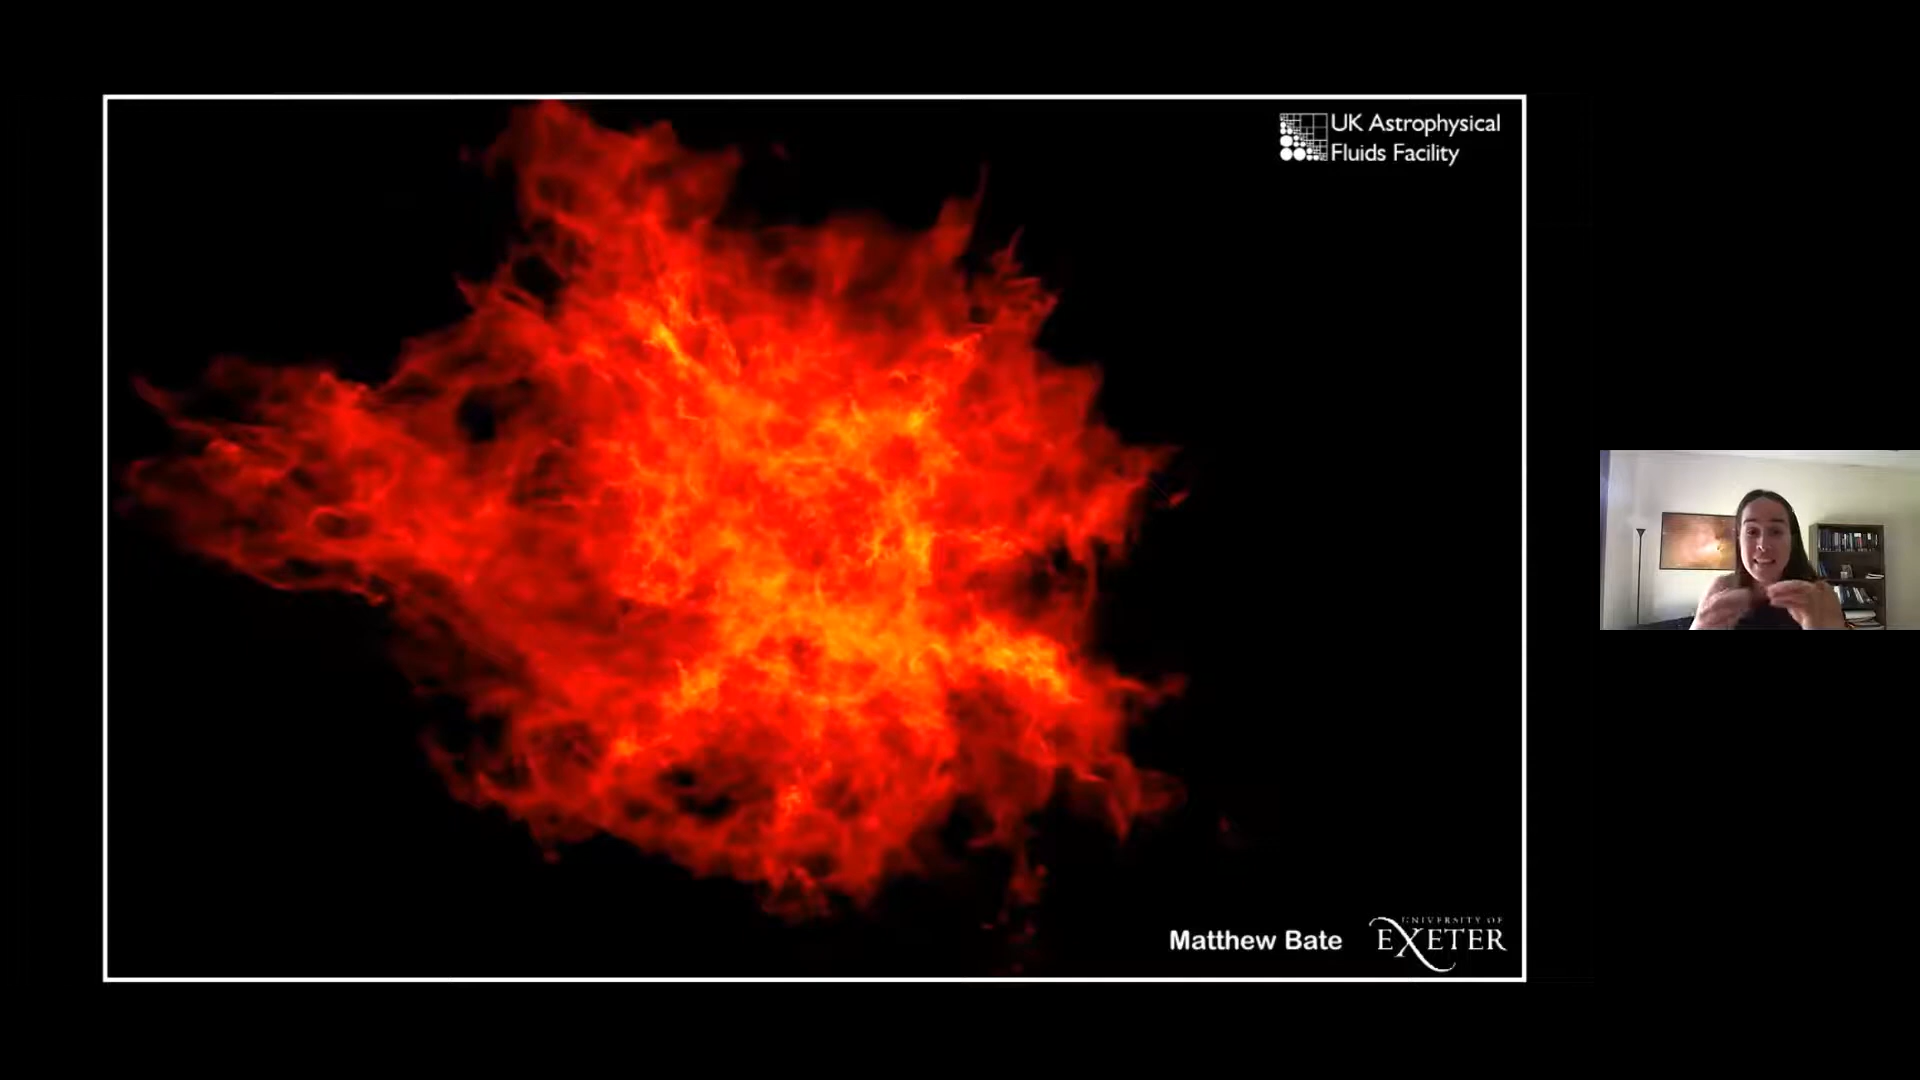 UK Astrophysical
Fluids Facility
Matthew Bate
UNIVERSITY OF
EXETER